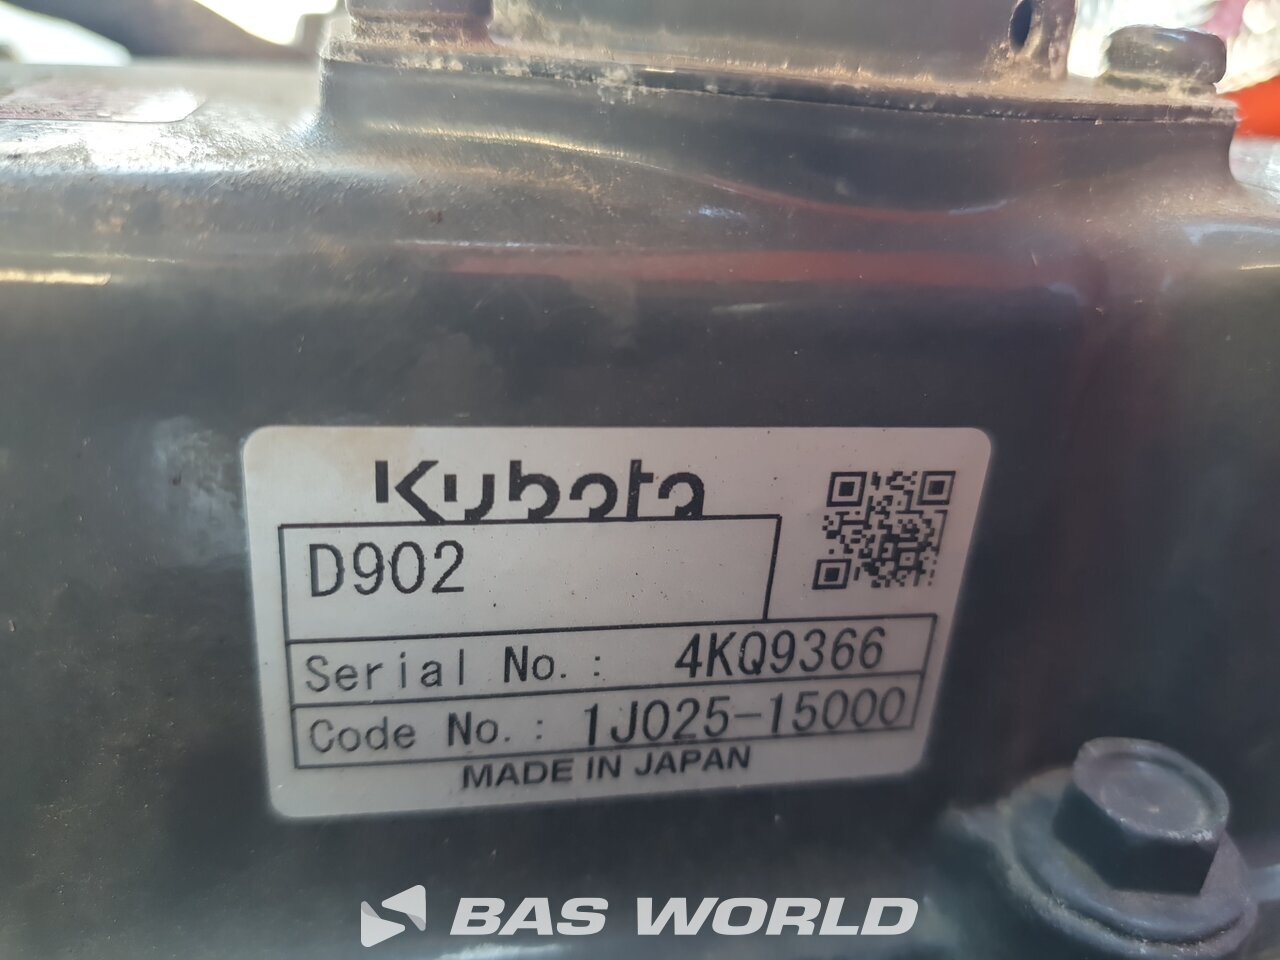 Kubota
D902
Serial No.: 4KQ9366
Code No.: 1J025-15000
MADE IN JAPAN
BAS WORLD